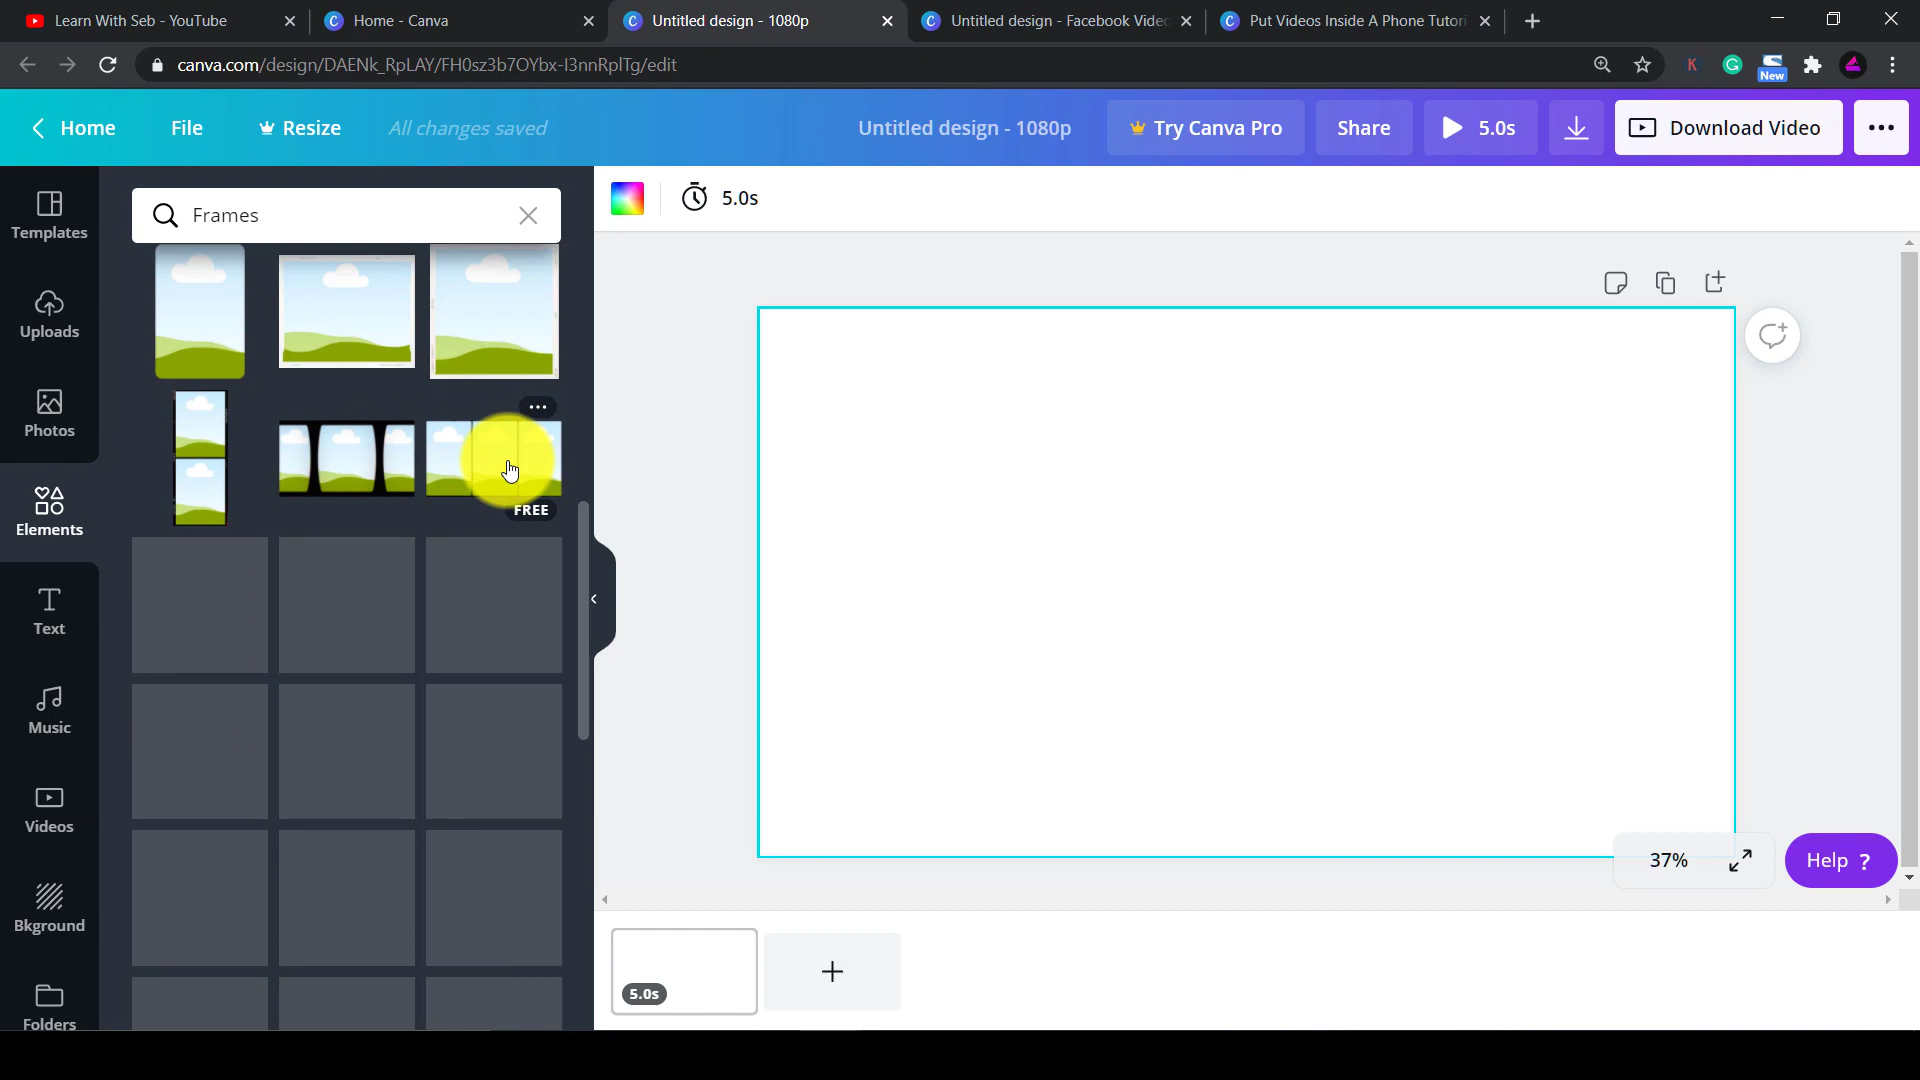 Learn With Seb - YouTube
Home - Canva
Untitled design - 1080p
Untitled design - Facebook Videc
Put Videos Inside A Phone Tutori
canva.com/design/DAENk_RpLAY/FH0sz3b7OYbx-I3nnRplTg/edit
K
G
New
Home
File
Resize
All changes saved
Untitled design - 1080p
Try Canva Pro
Share
5.0s
Download Video
Templates
Uploads
Photos
Elements
Text
Music
Videos
Bkground
Folders
Frames
FREE
5.0s
37%
Help ?
5.0s